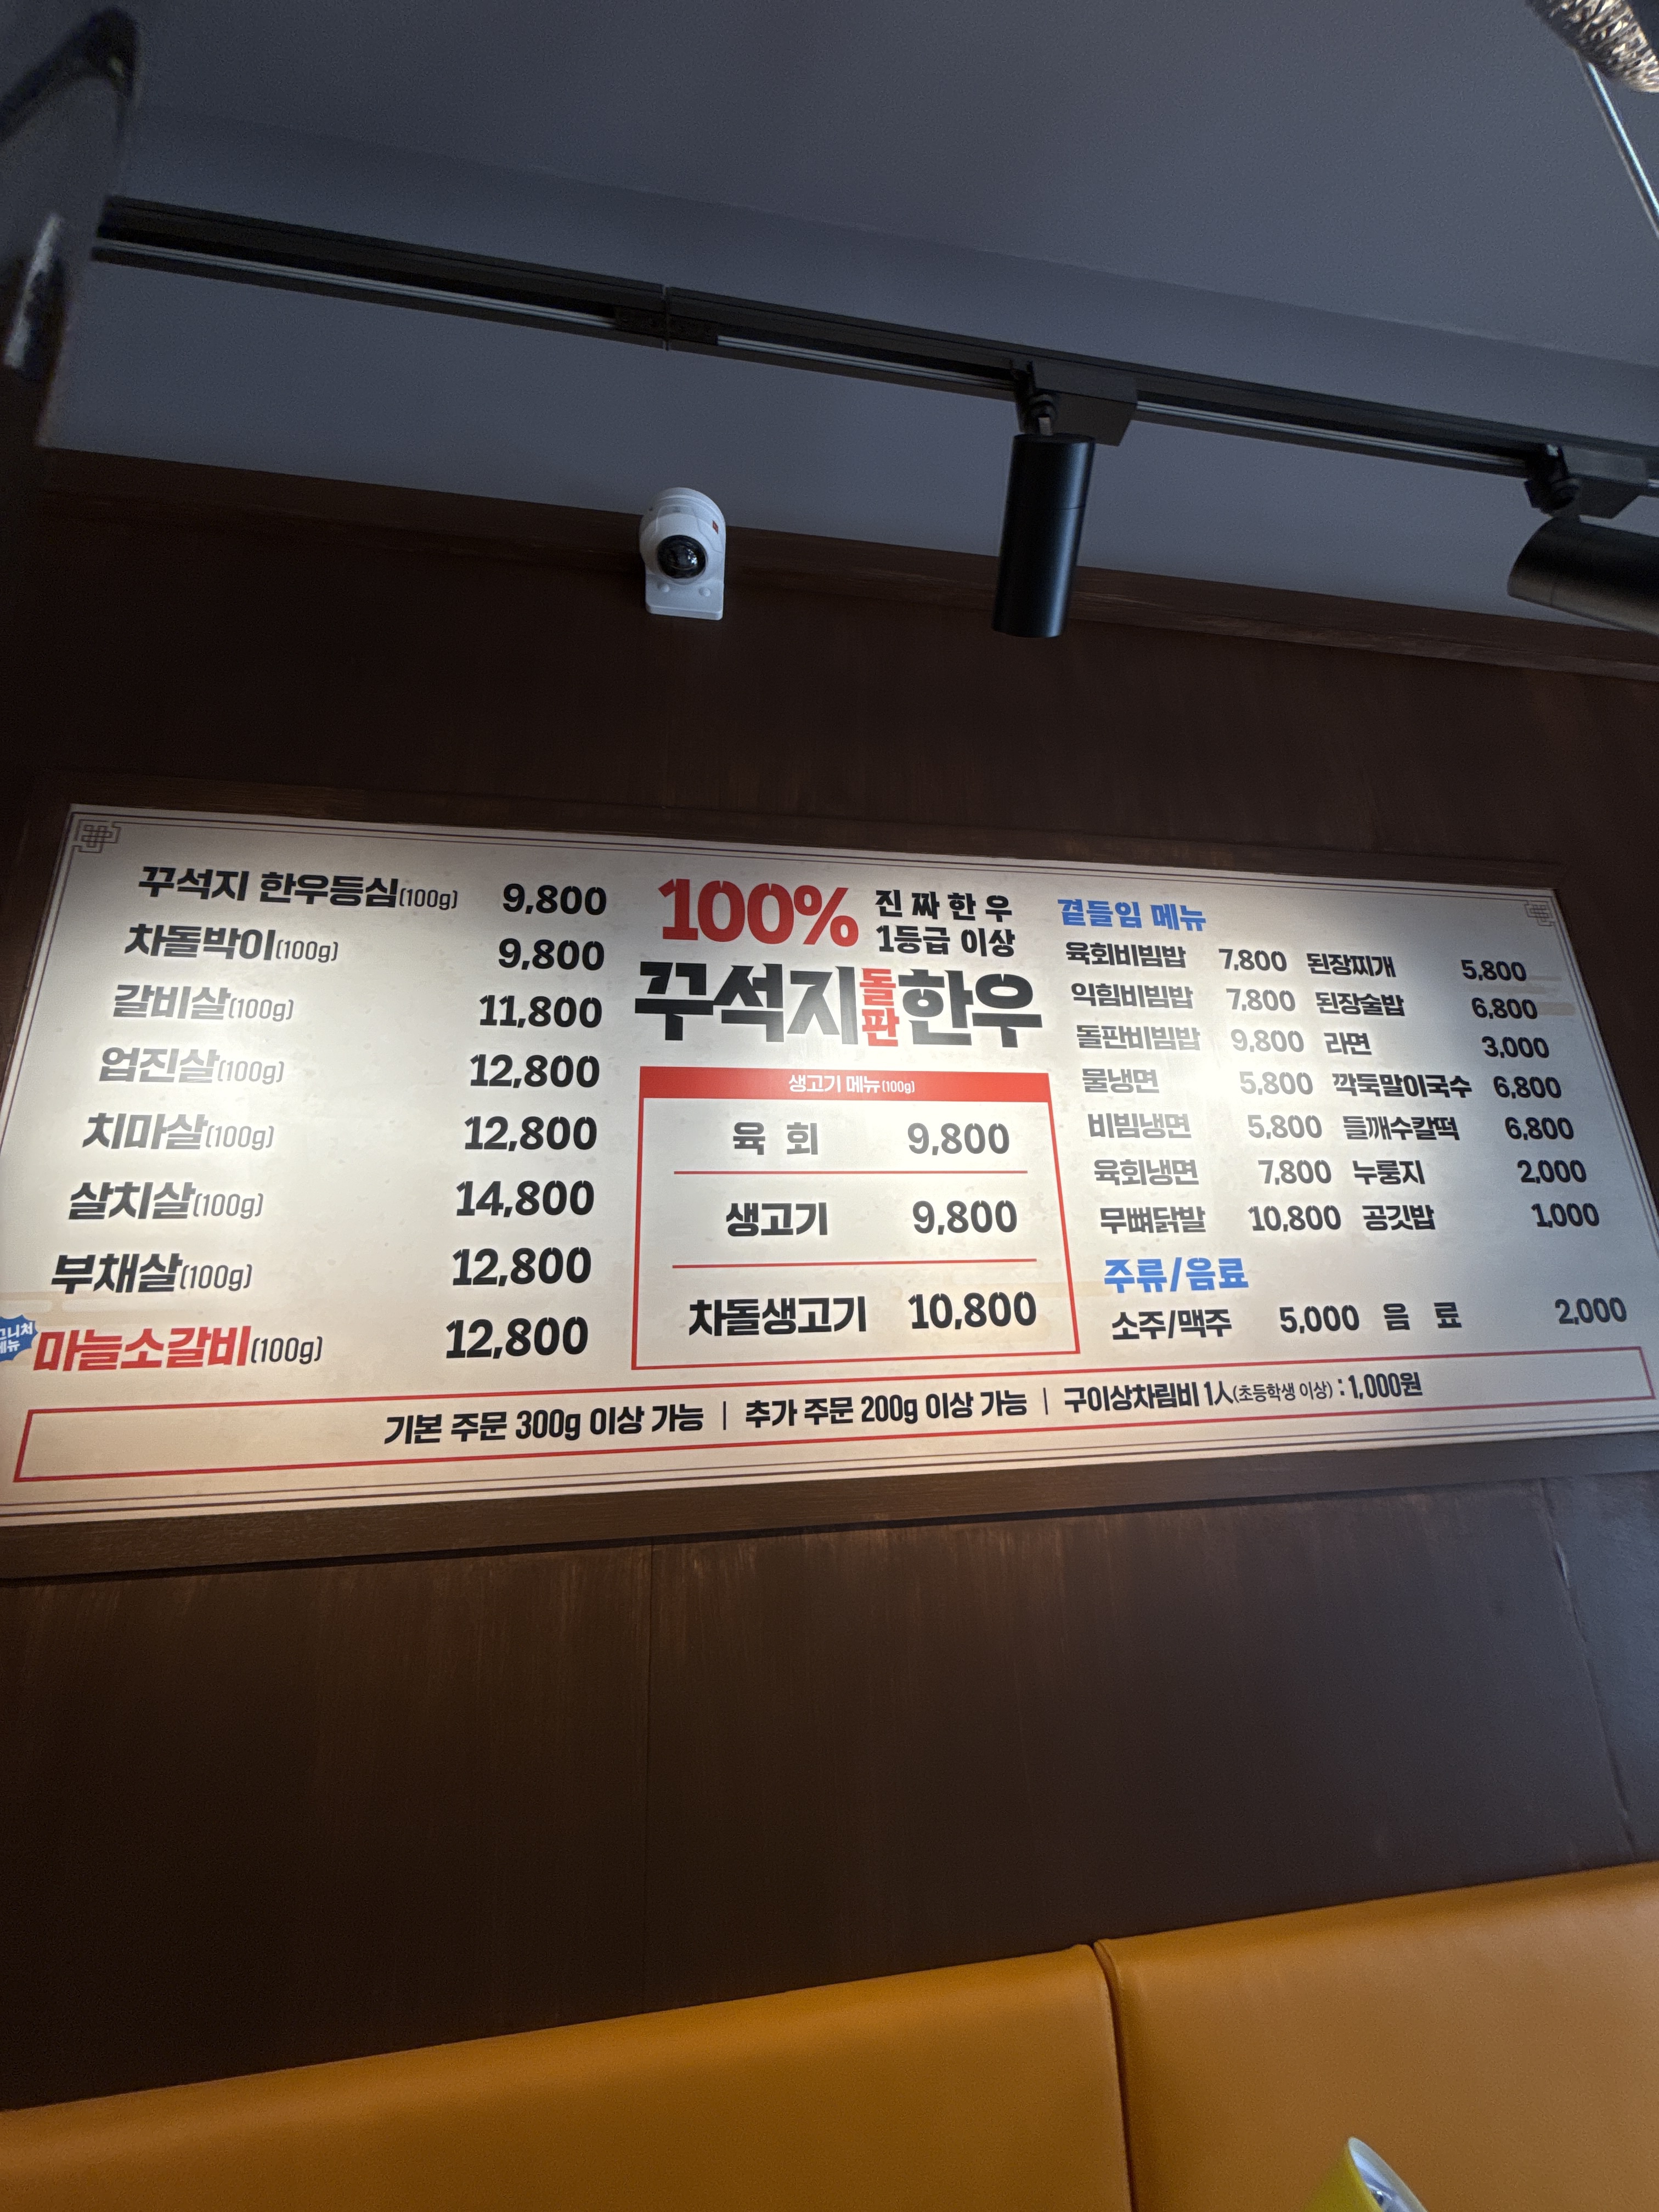 꾸석지 한우등심(100g) 9,800
차돌박이(100g) 9,800
갈비살(100g) 11,800
업진살(100g) 12,800
치마살(100g) 12,800
살치살(100g) 14,800
부채살(100g) 12,800
메뉴
마늘소갈비(100g) 12,800
100% 진짜한우
1등급 이상
꾸석지돌판한우
생고기 메뉴(100g)
육 회 9,800
생고기 9,800
차돌생고기 10,800
곁들임 메뉴
육회비빔밥 7,800 된장찌개 5,800
익힘비빔밥 7,800 된장술밥 6,800
돌판비빔밥 9,800 라면 3,000
물냉면 5,800 깍둑말이국수 6,800
비빔냉면 5,800 들깨수칼떡 6,800
육회냉면 7,800 누룽지 2,000
무뼈닭발 10,800 공깃밥 1,000
주류/음료
소주/맥주 5,000 음 료 2,000
기본 주문 300g 이상 가능 | 추가 주문 200g 이상 가능 | 구이상차림비 1人(초등학생 이상) : 1,000원